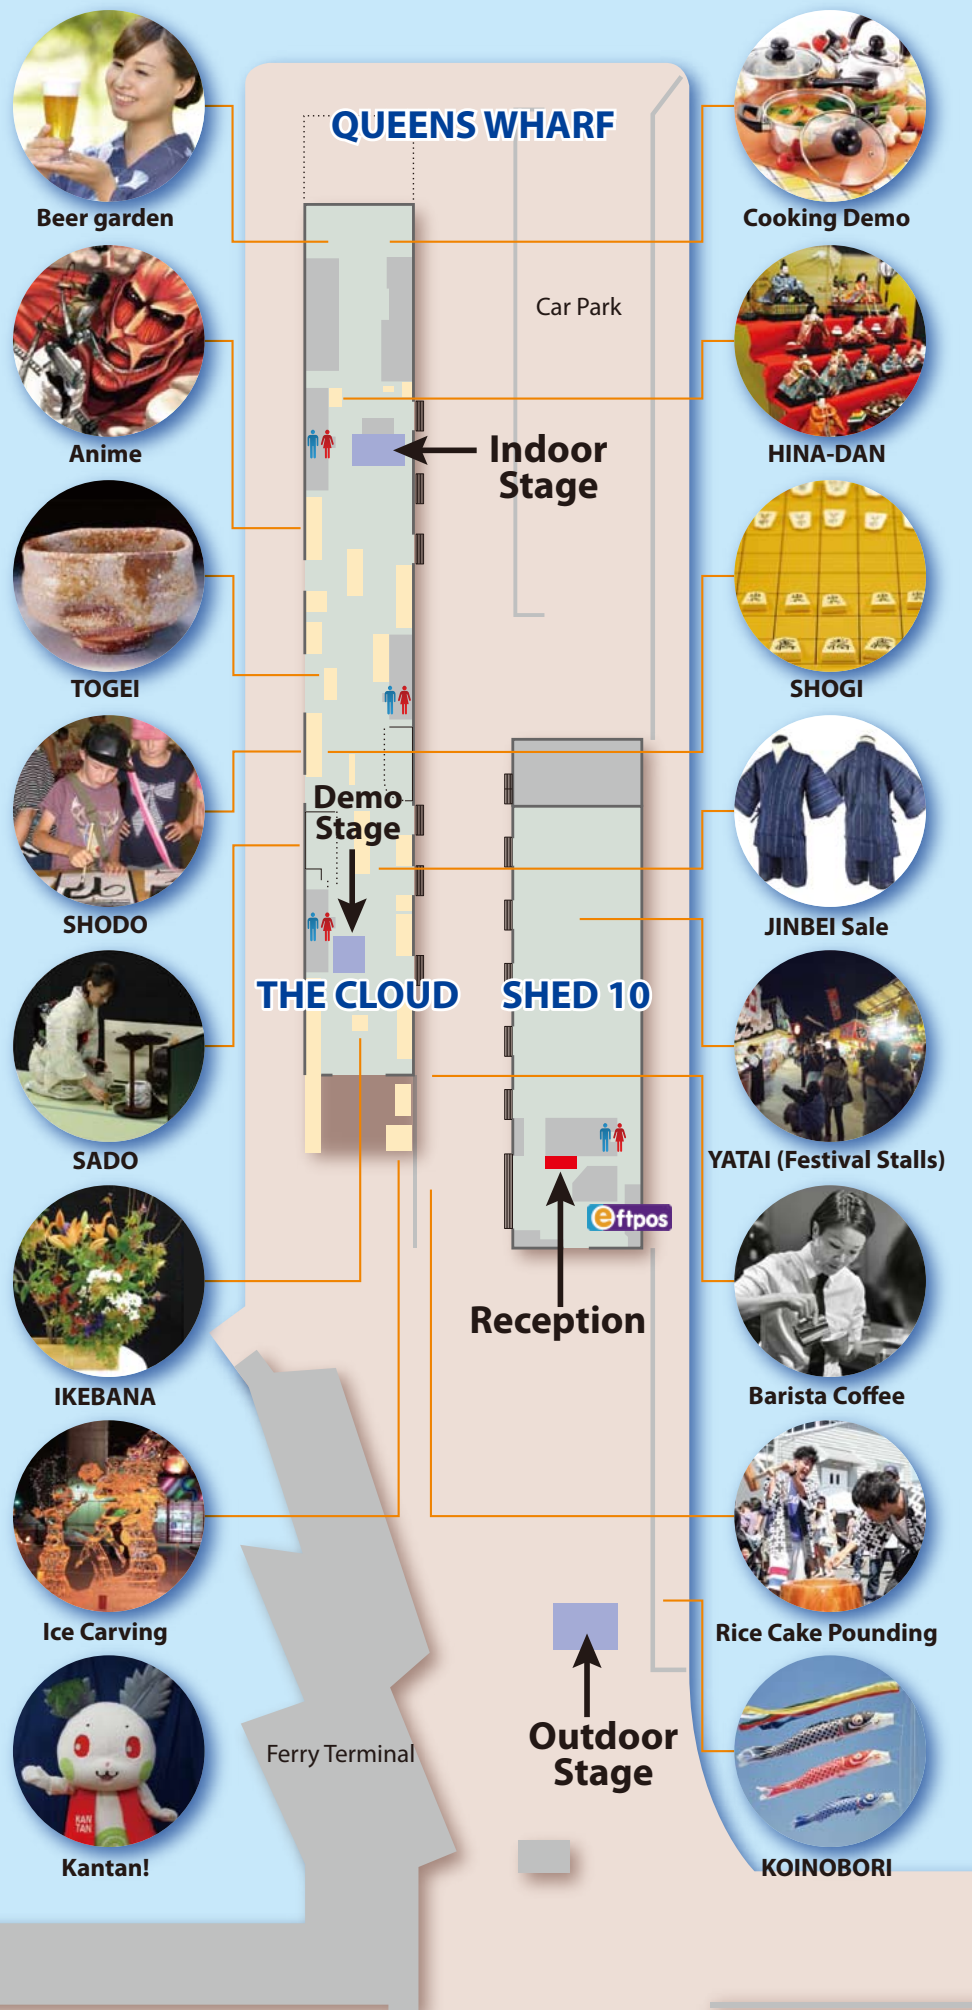 QUEENS WHARF
Beer garden
Cooking Demo
Car Park
Anime
HINA-DAN
Indoor
Stage
TOGEI
SHOGI
Demo
Stage
SHODO
JINBEI Sale
THE CLOUD
SHED 10
SADO
YATAI (Festival Stalls)
eftpos
Reception
IKEBANA
Barista Coffee
Ice Carving
Rice Cake Pounding
Outdoor
Stage
Ferry Terminal
KAN
TAN
Kantan!
KOINOBORI